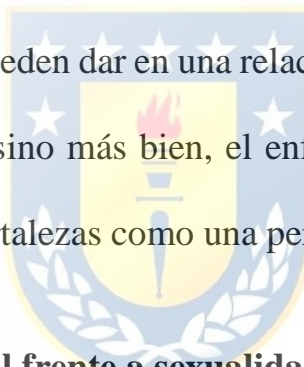 eden dar en una relac
sino más bien, el enf
talezas como una per
l frente a sexualida